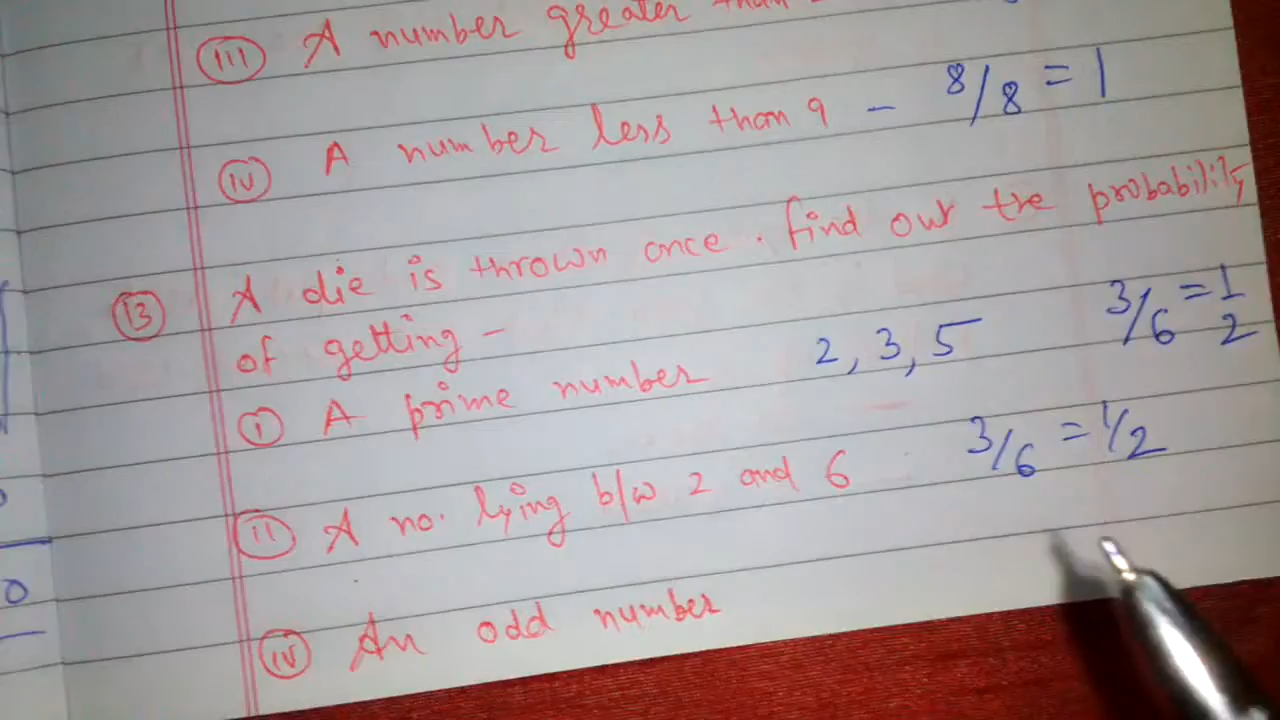 (iii) A number greater than
(iv) A number less than 9 - 8/8 = 1
(13) A die is thrown once. find out the probability
of getting -
(i) A prime number 2, 3, 5 3/6 = 1/2
(ii) A no. lying b/w 2 and 6 3/6 = 1/2
(iv) An odd number
0